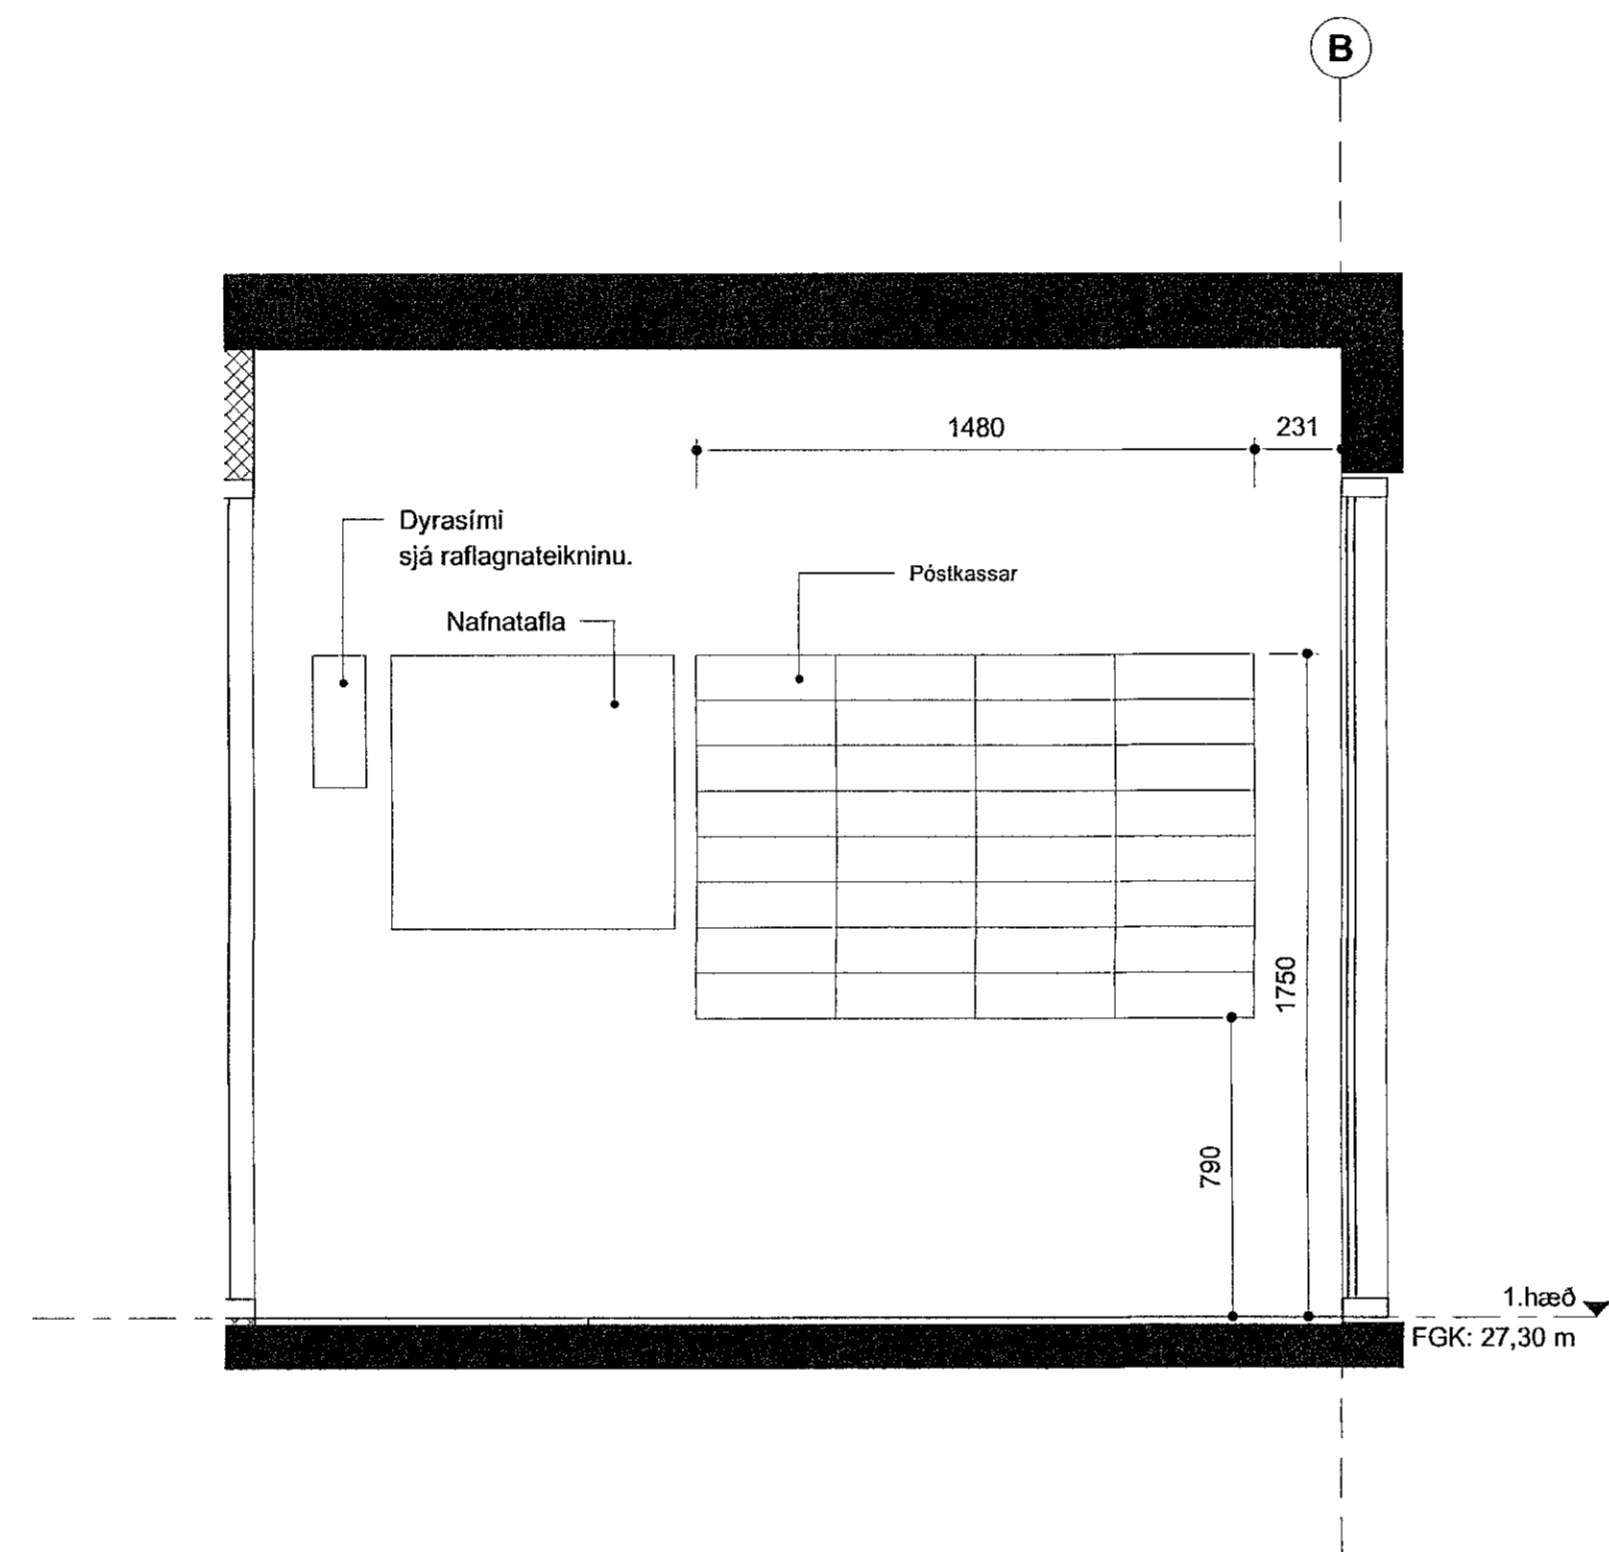 B
1480
231
Dyrasími
sjá raflagnateikninu.
Póstkassar
Nafnatafla
1750
790
1.hæð
FGK: 27,30 m